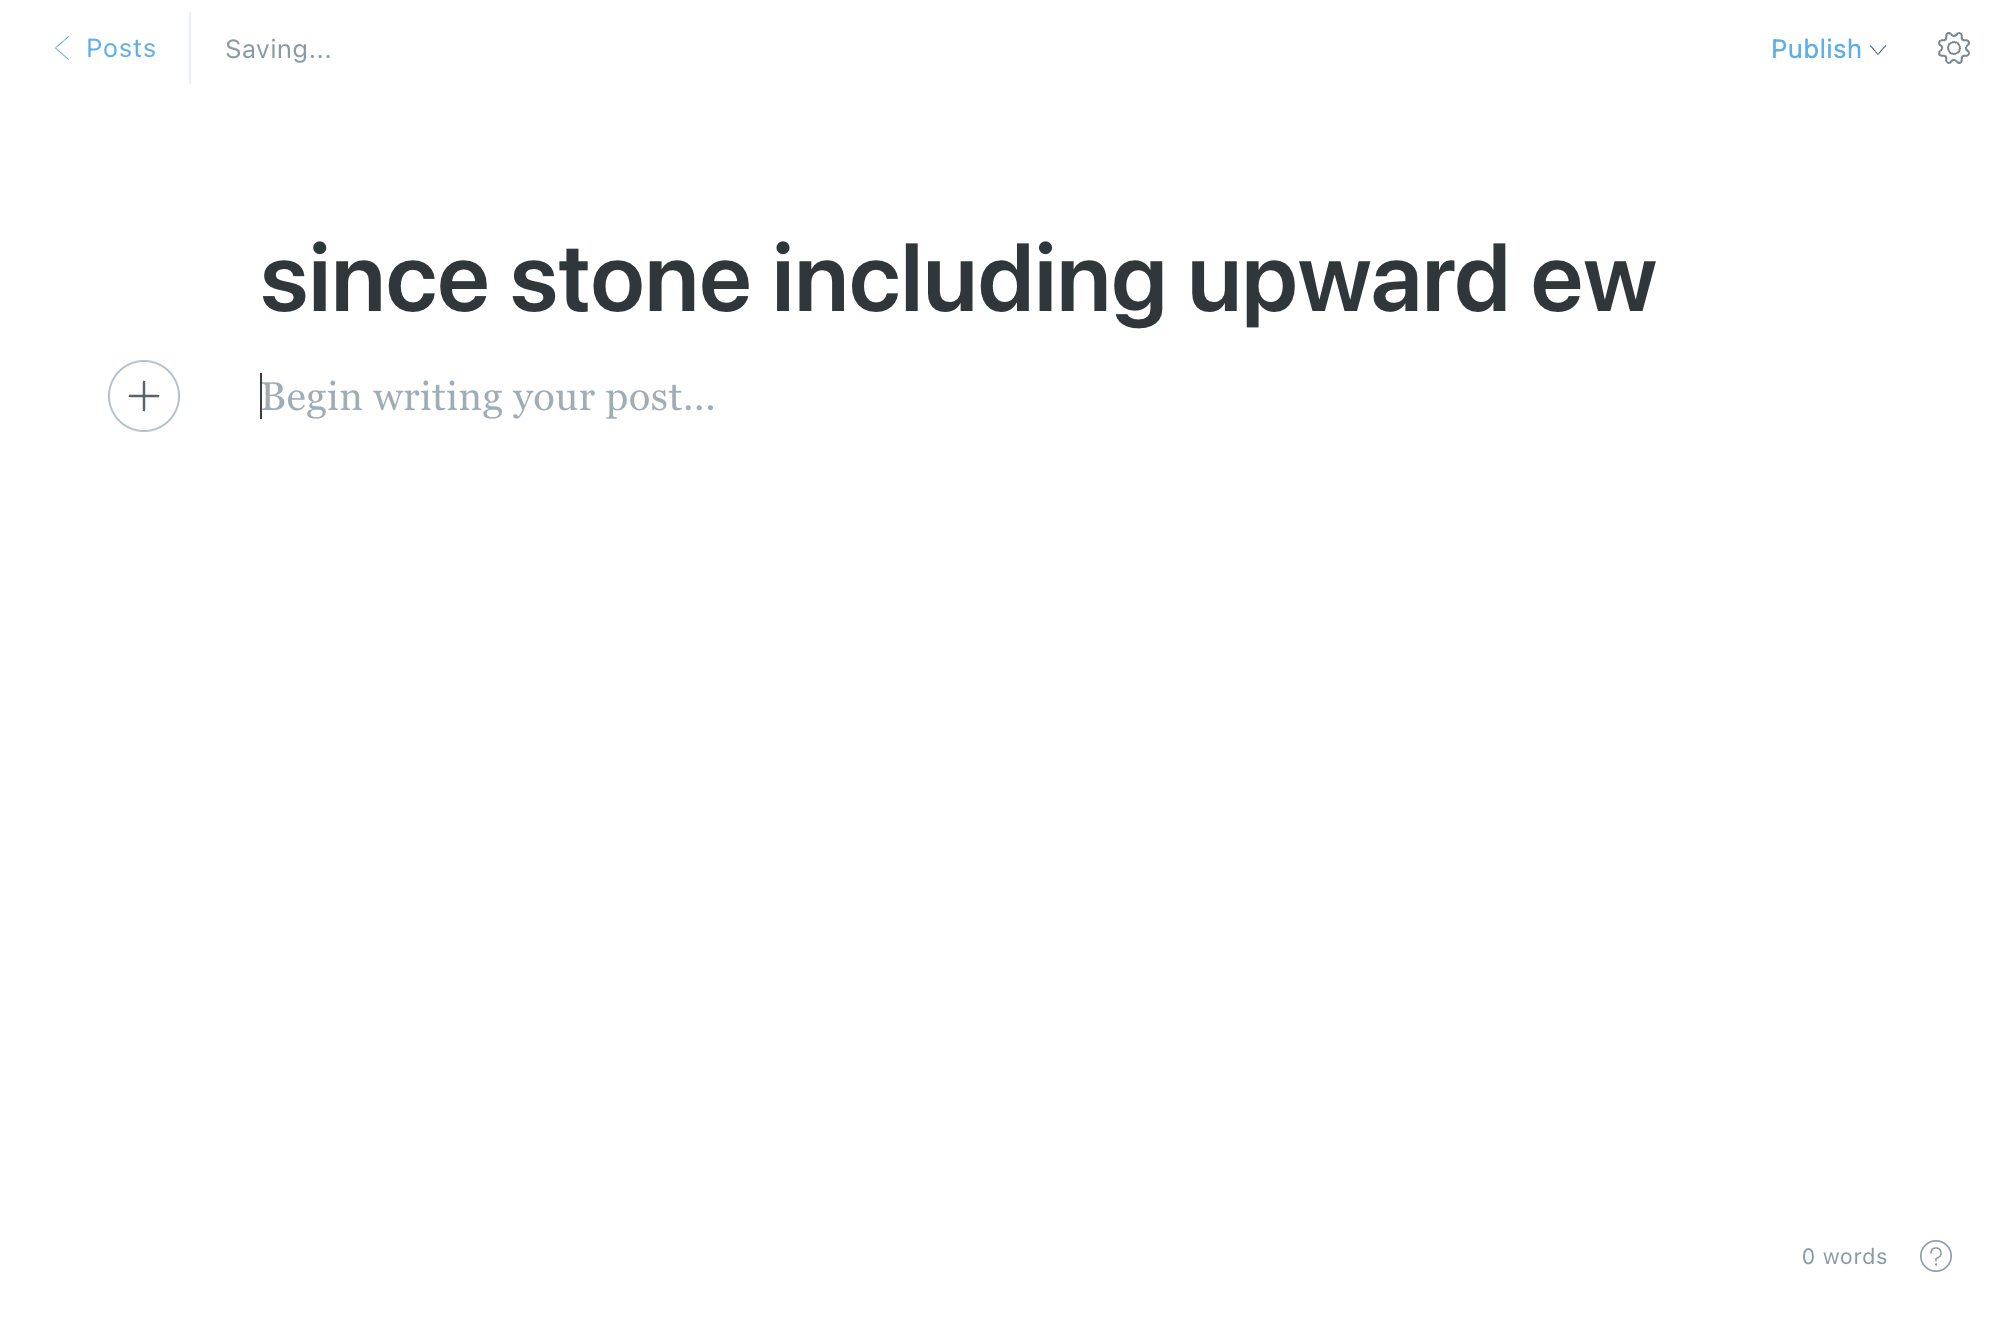 Posts
Saving...
Publish
since stone including upward ew
Begin writing your post...
0 words
?